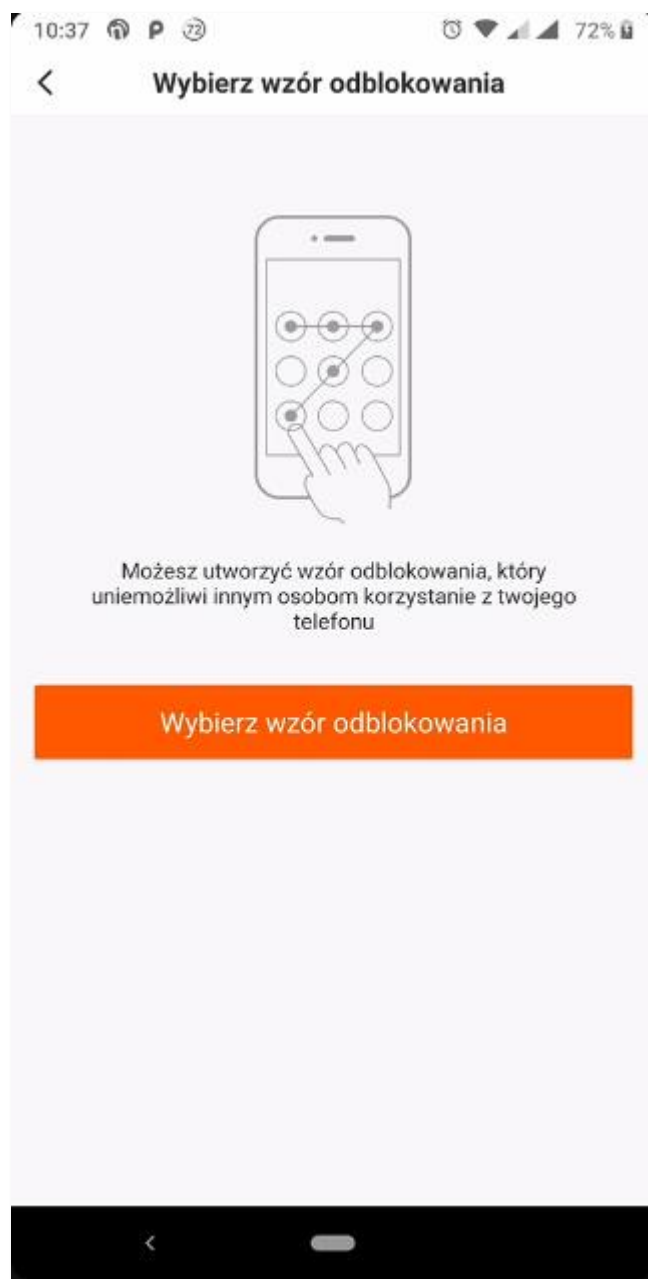 10:37 P 72 72%
Wybierz wzór odblokowania
Możesz utworzyć wzór odblokowania, który
uniemożliwi innym osobom korzystanie z twojego
telefonu
Wybierz wzór odblokowania